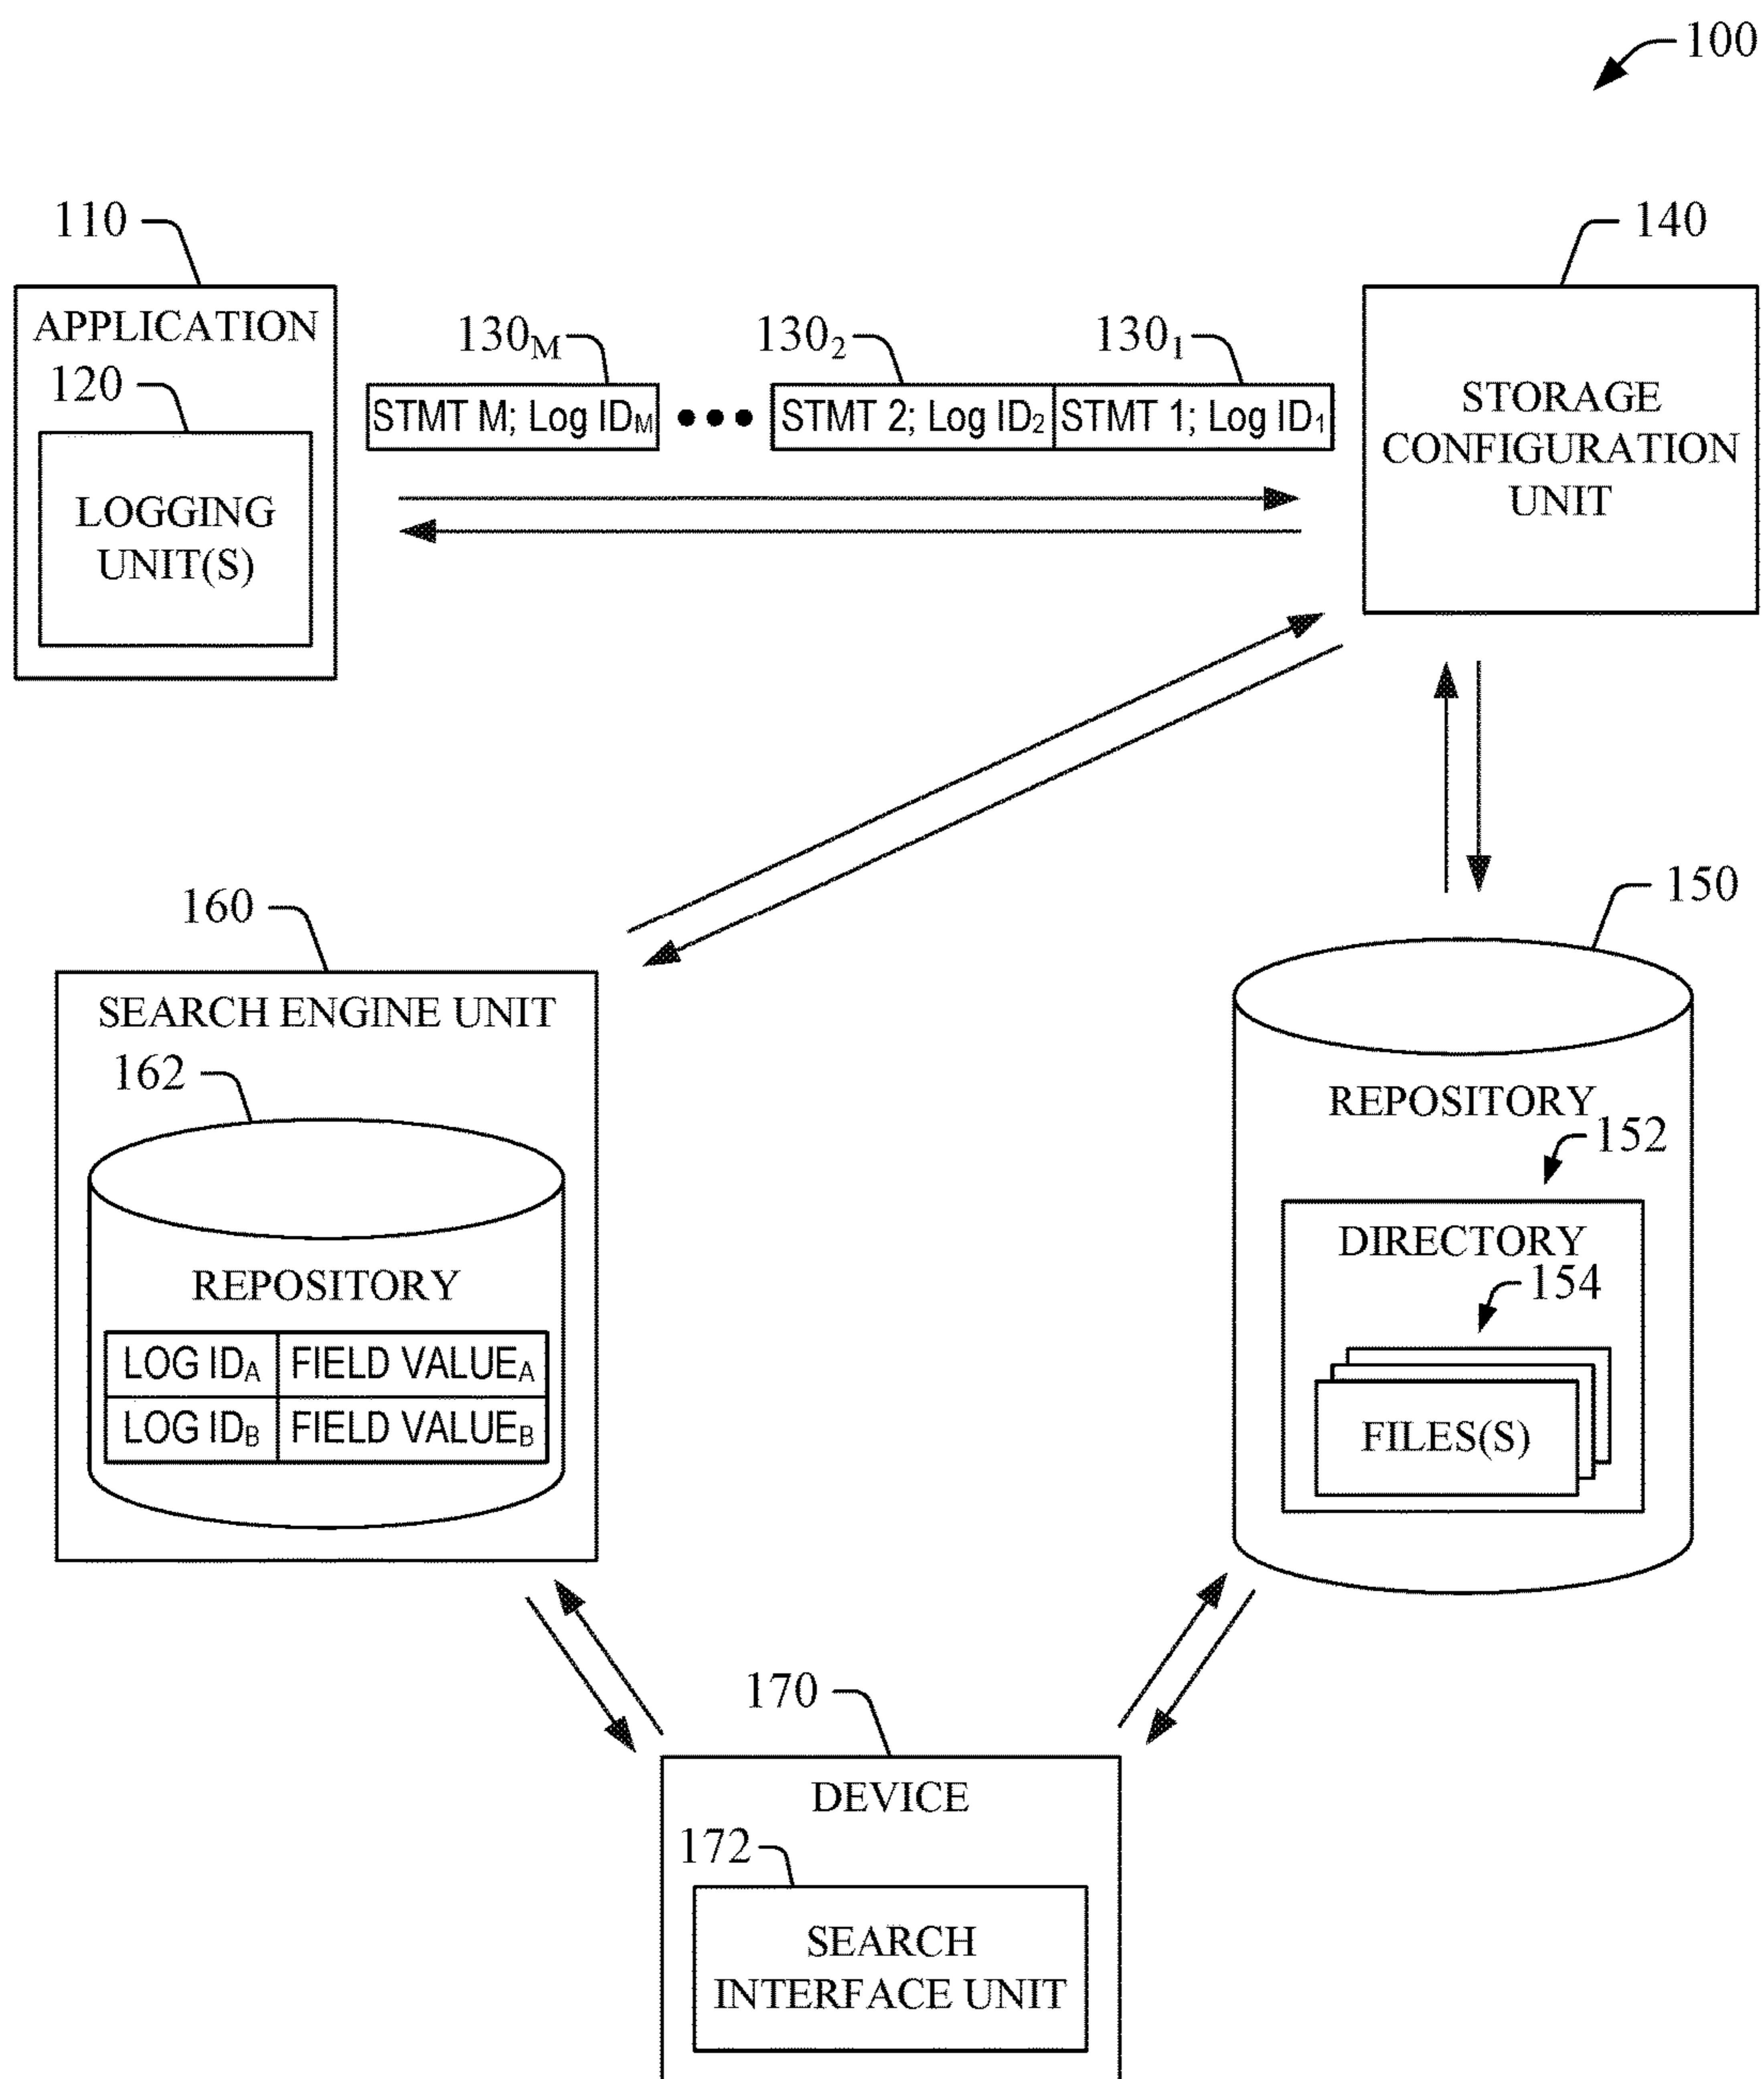 100
110
140
APPLICATION
130M
1302
1301
120
STMT M; Log IDM
STMT 2; Log ID2
STMT 1; Log ID1
STORAGE
CONFIGURATION
UNIT
LOGGING
UNIT(S)
160
150
SEARCH ENGINE UNIT
162
REPOSITORY
152
DIRECTORY
154
FILES(S)
REPOSITORY
LOG IDA FIELD VALUEA
LOG IDB FIELD VALUEB
170
DEVICE
172
SEARCH
INTERFACE UNIT